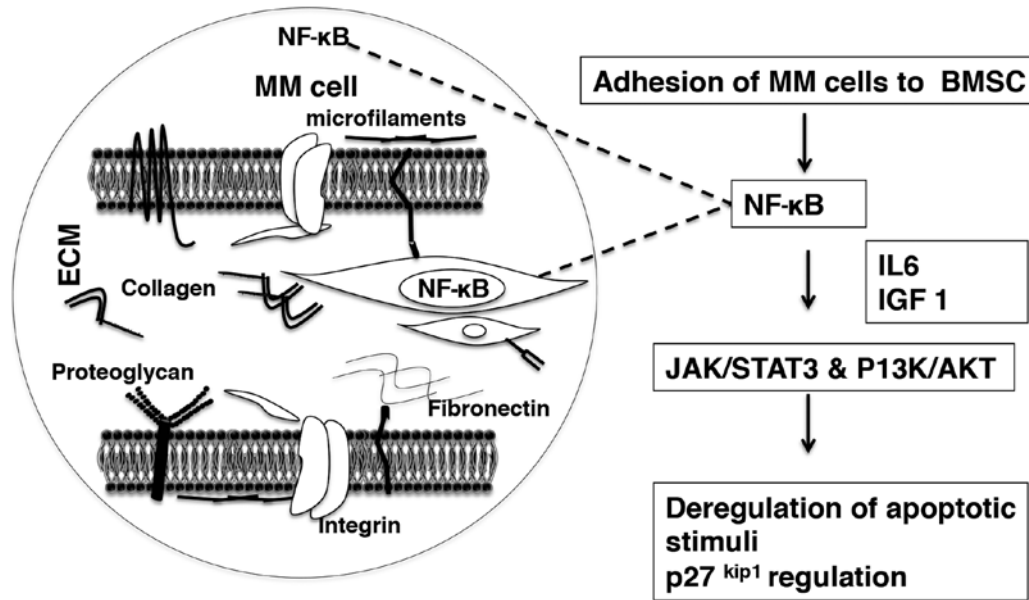 NF-κB
MM cell
microfilaments
ECM
Collagen
NF-κB
Proteoglycan
Fibronectin
Integrin
Adhesion of MM cells to BMSC
NF-κB
IL6
IGF 1
JAK/STAT3 & P13K/AKT
Deregulation of apoptotic
stimuli
p27 kip1 regulation